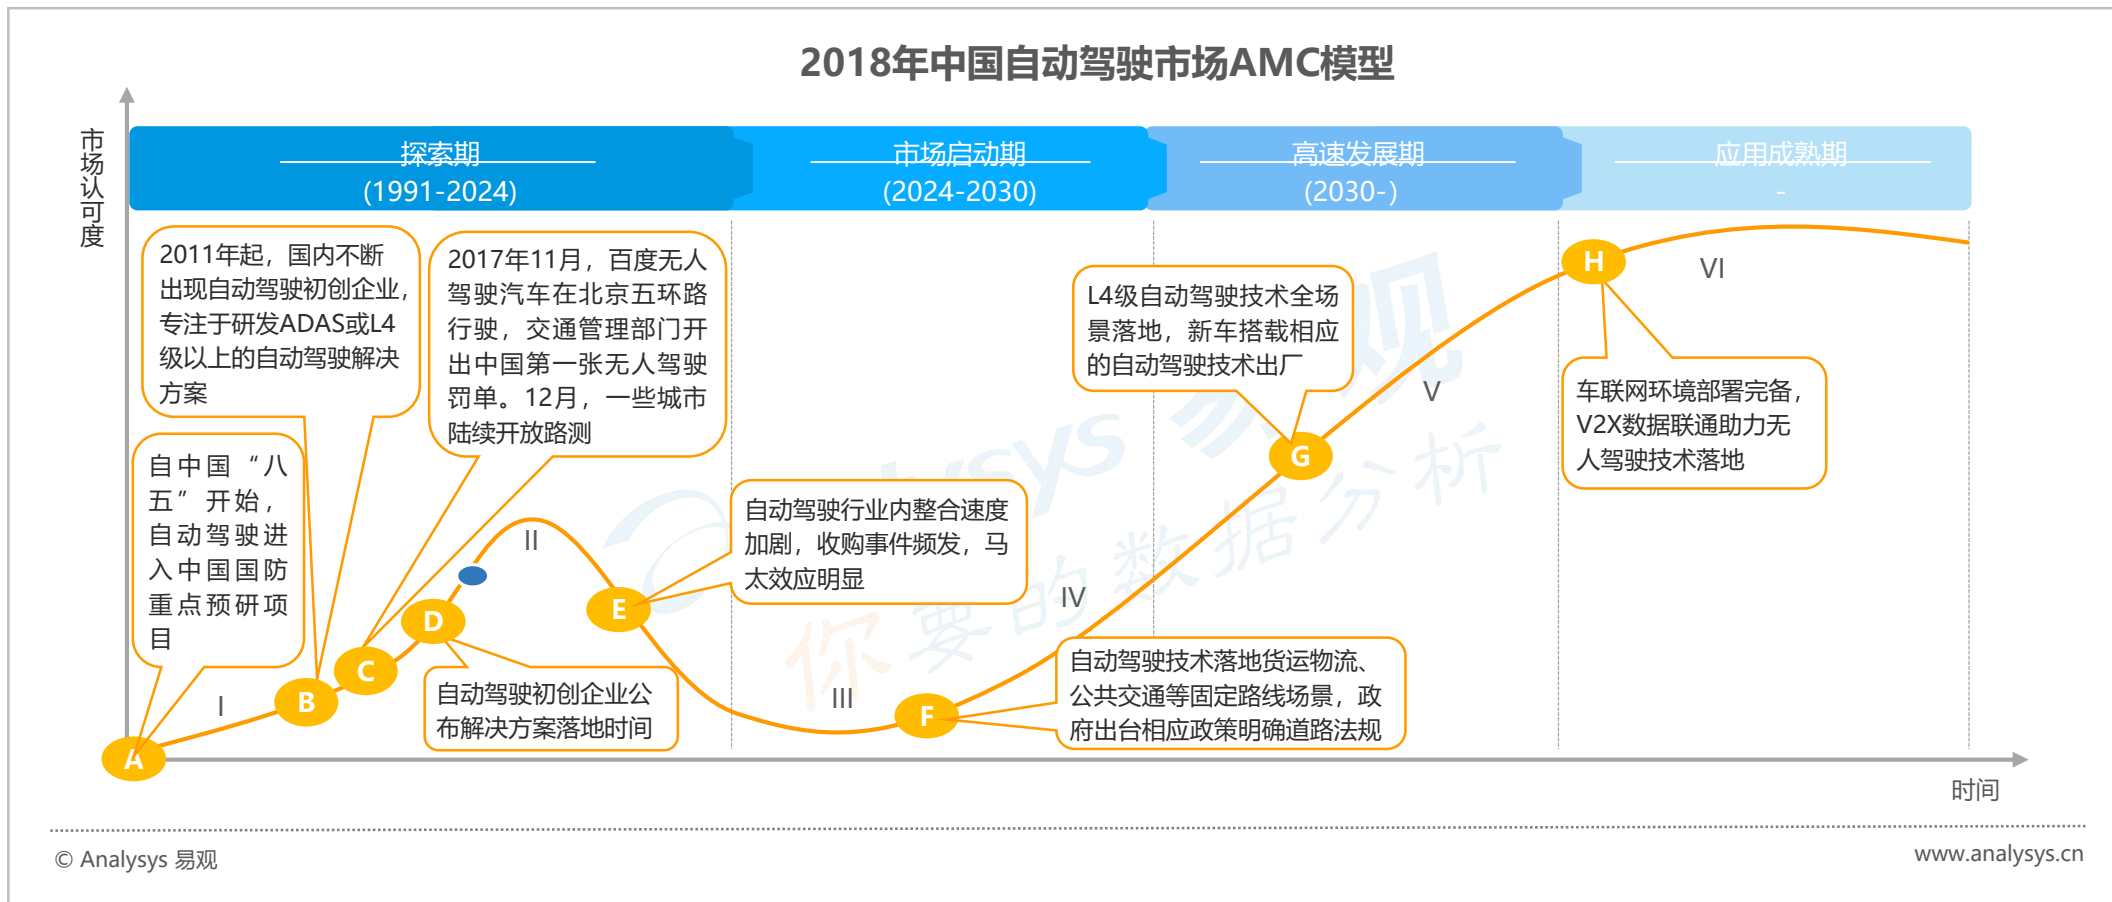 2018年中国自动驾驶市场AMC模型
市场认可度
探索期
(1991-2024)
市场启动期
(2024-2030)
高速发展期
(2030-)
应用成熟期
-
2011年起，国内不断
出现自动驾驶初创企业，
专注于研发ADAS或L4
级以上的自动驾驶解决
方案
2017年11月，百度无人
驾驶汽车在北京五环路
行驶，交通管理部门开
出中国第一张无人驾驶
罚单。12月，一些城市
陆续开放路测
自中国“八
五”开始，
自动驾驶进
入中国国防
重点预研项
目
自动驾驶初创企业公
布解决方案落地时间
自动驾驶行业内整合速度
加剧，收购事件频发，马
太效应明显
自动驾驶技术落地货运物流、
公共交通等固定路线场景，政
府出台相应政策明确道路法规
L4级自动驾驶技术全场
景落地，新车搭载相应
的自动驾驶技术出厂
车联网环境部署完备，
V2X数据联通助力无
人驾驶技术落地
A
B
C
D
E
F
G
H
I
II
III
IV
V
VI
时间
Analysys 易观
你要的数据分析
© Analysys 易观
www.analysys.cn